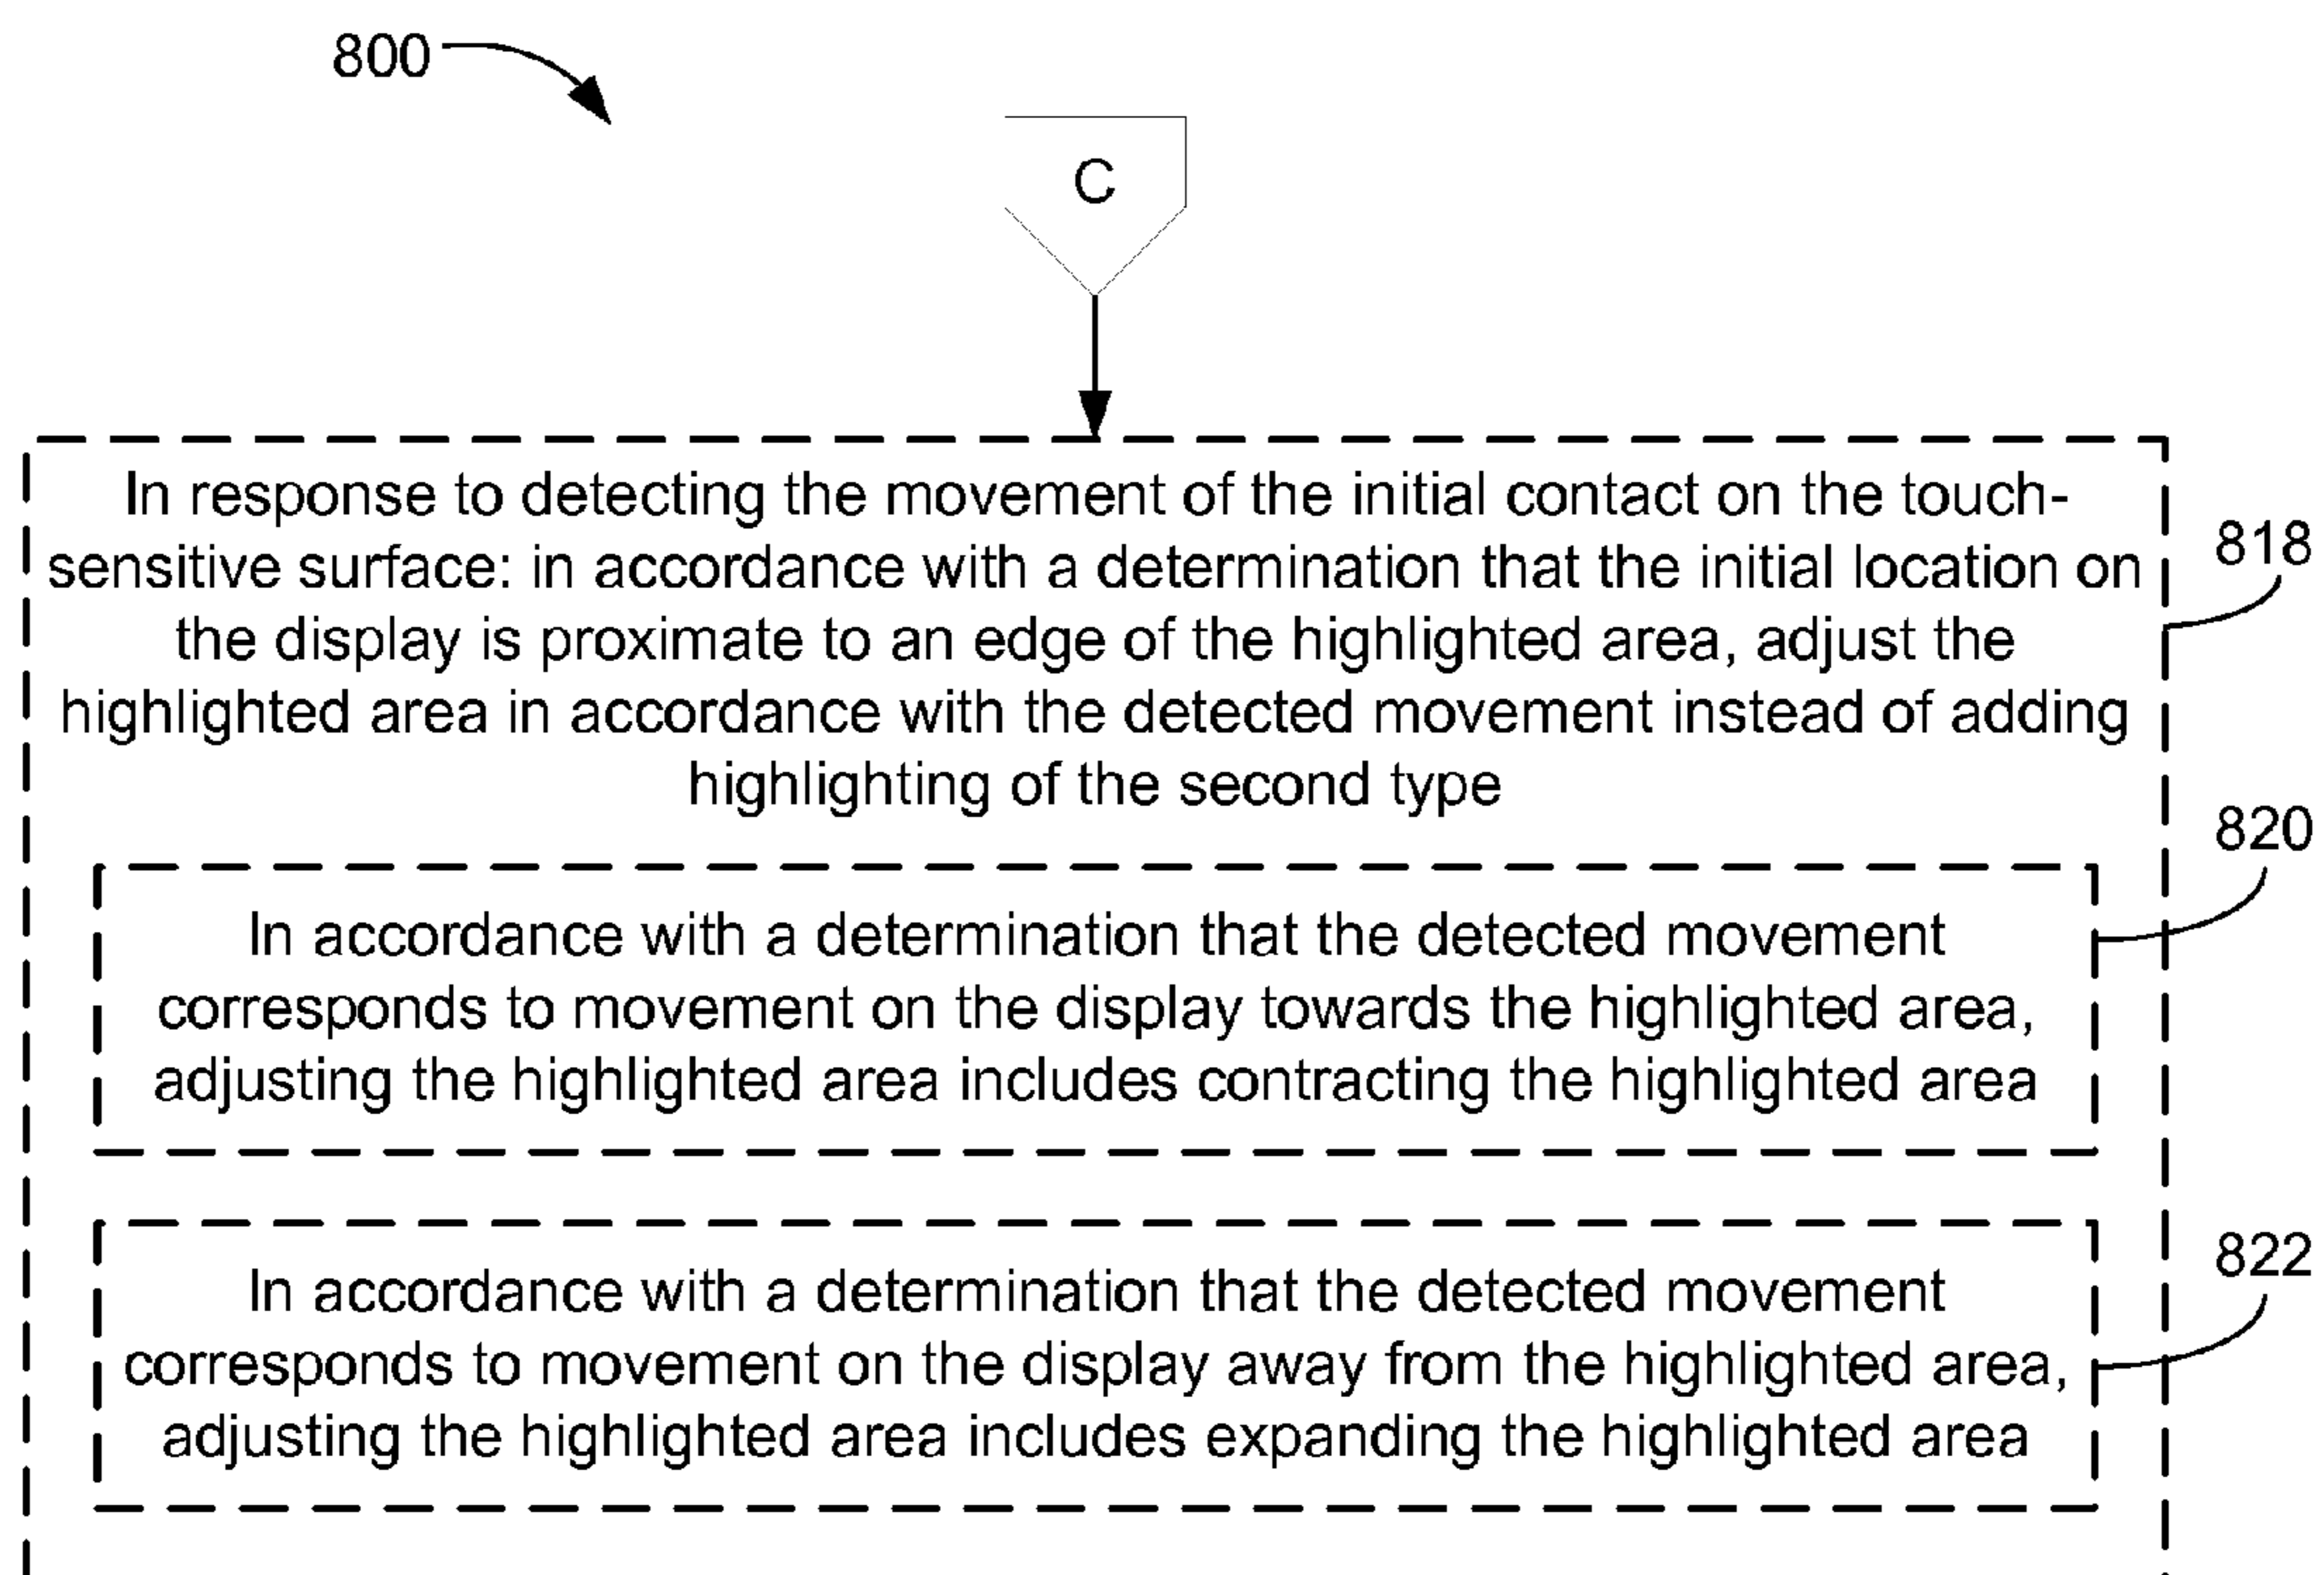 800
C
In response to detecting the movement of the initial contact on the touch-
sensitive surface: in accordance with a determination that the initial location on
the display is proximate to an edge of the highlighted area, adjust the
highlighted area in accordance with the detected movement instead of adding
highlighting of the second type
818
In accordance with a determination that the detected movement
corresponds to movement on the display towards the highlighted area,
adjusting the highlighted area includes contracting the highlighted area
820
In accordance with a determination that the detected movement
corresponds to movement on the display away from the highlighted area,
adjusting the highlighted area includes expanding the highlighted area
822